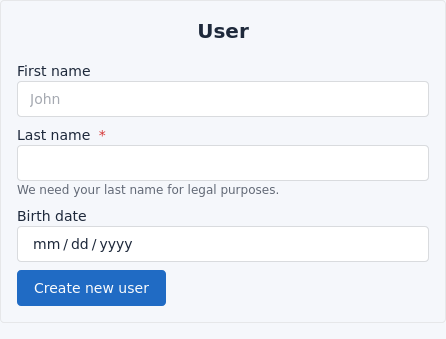 User
First name
John
Last name *
We need your last name for legal purposes.
Birth date
mm/dd/yyyy
Create new user